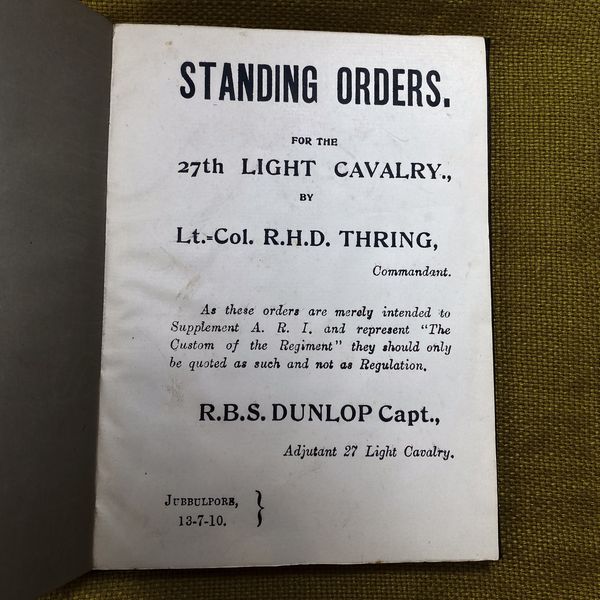 STANDING ORDERS.
FOR THE
27th LIGHT CAVALRY.,
BY
Lt.-Col. R.H.D. THRING,
Commandant.
As these orders are merely intended to
Supplement A. R. I. and represent "The
Custom of the Regiment" they should only
be quoted as such and not as Regulation.
R.B.S. DUNLOP Capt.,
Adjutant 27 Light Cavalry.
JUBBULPORE,
13-7-10. }